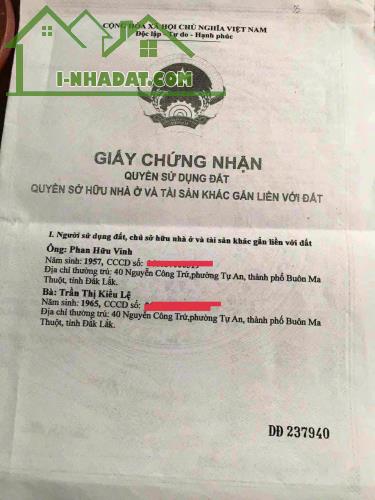 CỘNG HÒA XÃ HỘI CHỦ NGHĨA VIỆT NAM
Độc lập - Tự do - Hạnh phúc
I-NHADAT.COM
GIẤY CHỨNG NHẬN
QUYỀN SỬ DỤNG ĐẤT
QUYỀN SỞ HỮU NHÀ Ở VÀ TÀI SẢN KHÁC GẮN LIỀN VỚI ĐẤT
I. Người sử dụng đất, chủ sở hữu nhà ở và tài sản khác gắn liền với đất
Ông: Phan Hữu Vinh
Năm sinh: 1957, CCCD số:
Địa chỉ thường trú: 40 Nguyễn Công Trứ,phường Tự An, thành phố Buôn Ma
Thuột, tỉnh Đắk Lắk.
Bà: Trần Thị Kiều Lệ
Năm sinh: 1965, CCCD số:
Địa chỉ thường trú: 40 Nguyễn Công Trứ,phường Tự An, thành phố Buôn Ma
Thuột, tỉnh Đắk Lắk.
DĐ 237940